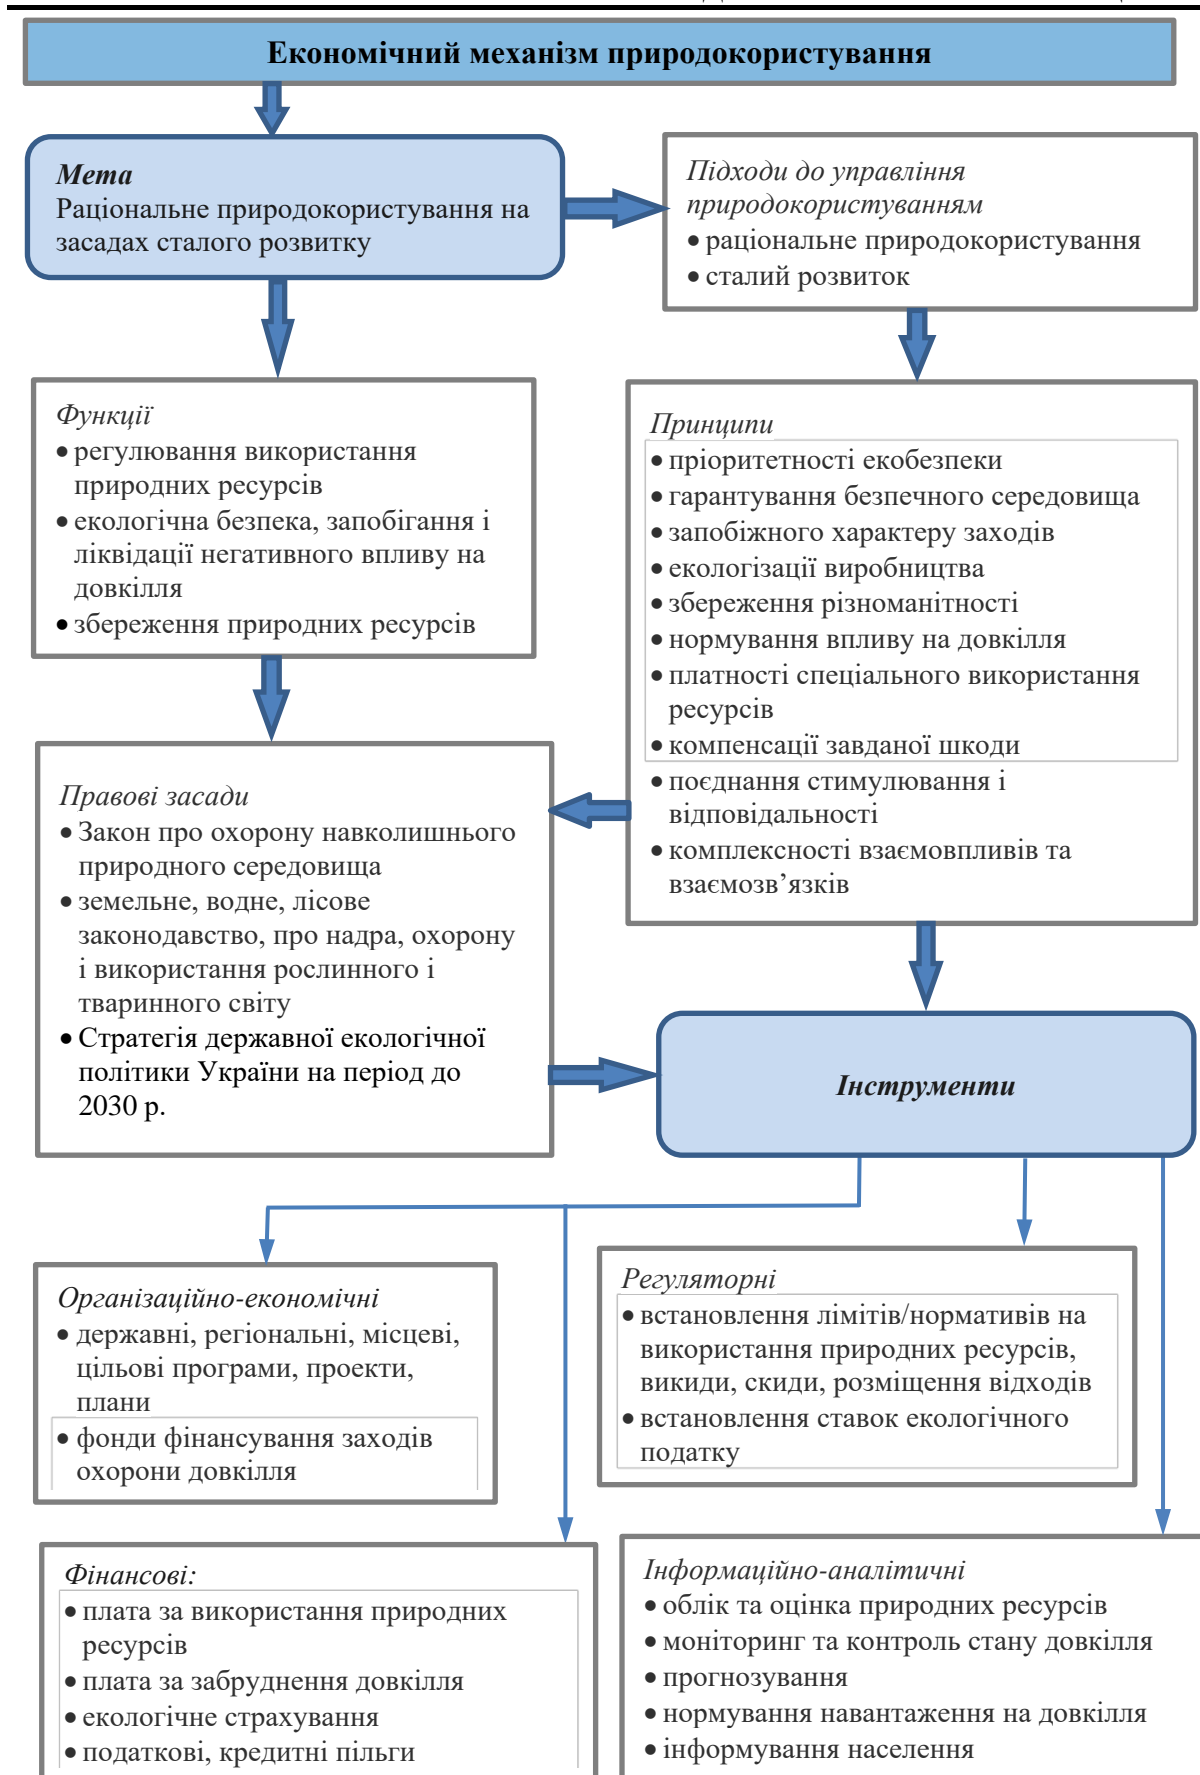 Економічний механізм природокористування
Мета
Раціональне природокористування на
засадах сталого розвитку
Підходи до управління
природокористуванням
• раціональне природокористування
• сталий розвиток
Функції
• регулювання використання
природних ресурсів
• екологічна безпека, запобігання і
ліквідації негативного впливу на
довкілля
• збереження природних ресурсів
Принципи
• пріоритетності екобезпеки
• гарантування безпечного середовища
• запобіжного характеру заходів
• екологізації виробництва
• збереження різноманітності
• нормування впливу на довкілля
• платності спеціального використання
ресурсів
• компенсації завданої шкоди
• поєднання стимулювання і
відповідальності
• комплексності взаємовпливів та
взаємозв’язків
Правові засади
• Закон про охорону навколишнього
природного середовища
• земельне, водне, лісове
законодавство, про надра, охорону
і використання рослинного і
тваринного світу
• Стратегія державної екологічної
політики України на період до
2030 р.
Інструменти
Організаційно-економічні
• державні, регіональні, місцеві,
цільові програми, проекти,
плани
• фонди фінансування заходів
охорони довкілля
Регуляторні
• встановлення лімітів/нормативів на
використання природних ресурсів,
викиди, скиди, розміщення відходів
• встановлення ставок екологічного
податку
Фінансові:
• плата за використання природних
ресурсів
• плата за забруднення довкілля
• екологічне страхування
• податкові, кредитні пільги
Інформаційно-аналітичні
• облік та оцінка природних ресурсів
• моніторинг та контроль стану довкілля
• прогнозування
• нормування навантаження на довкілля
• інформування населення